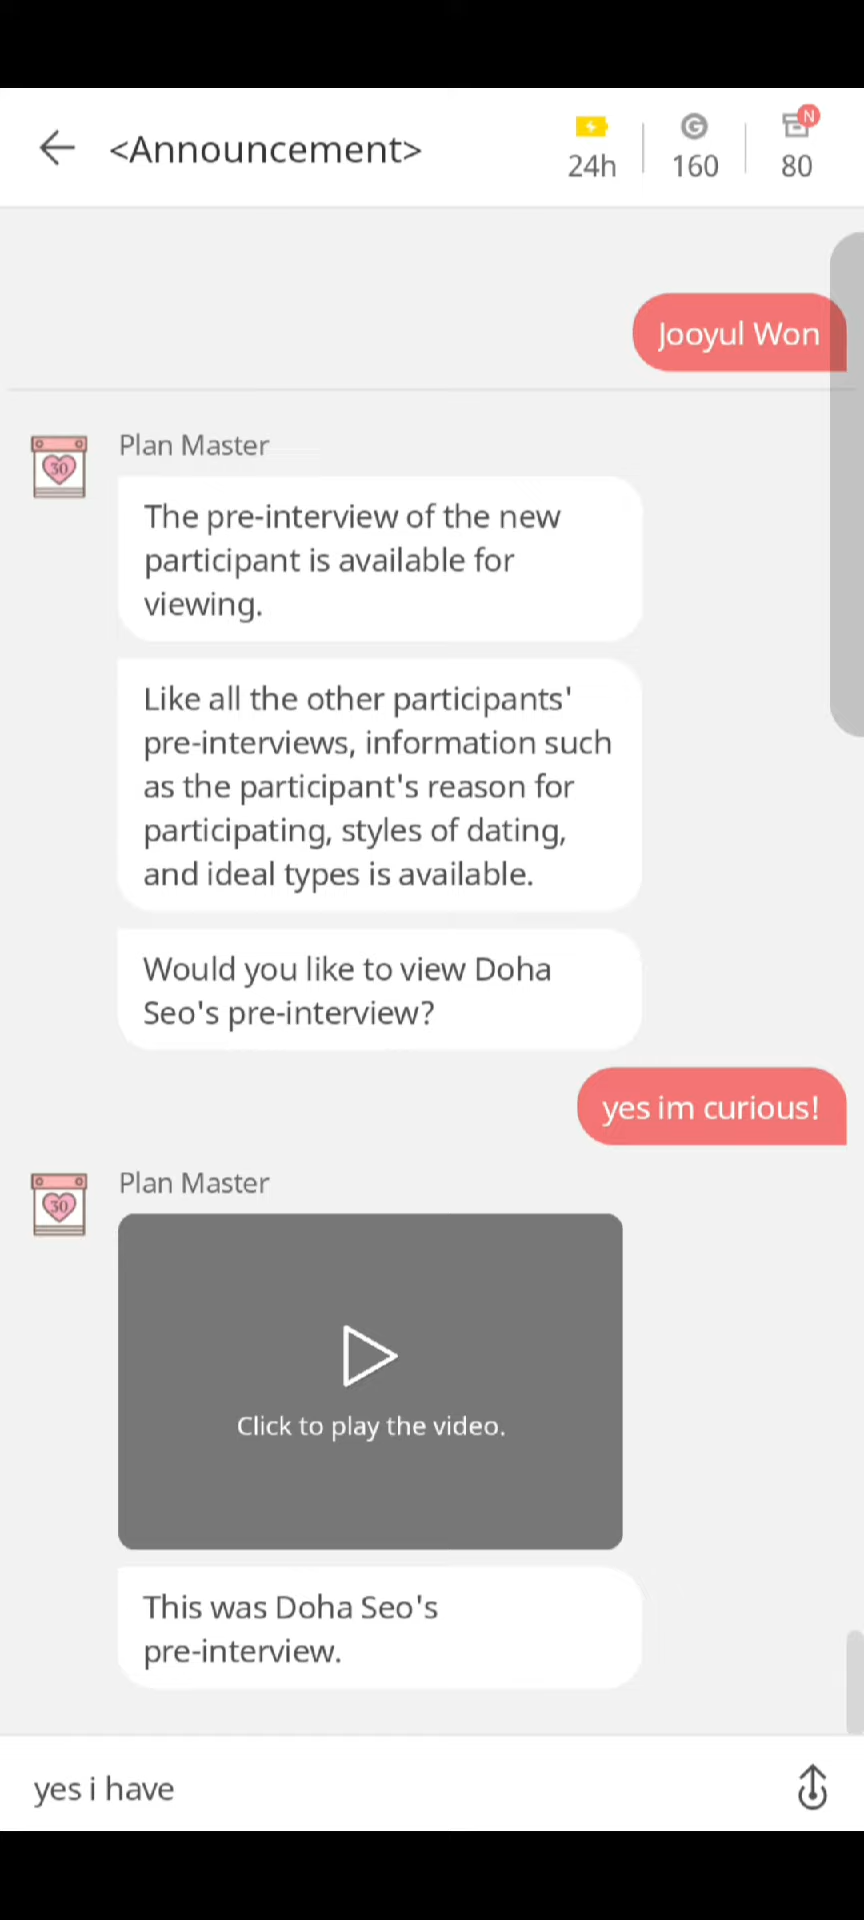 <Announcement>
24h
G
160
N
80
Jooyul Won
Plan Master
30
The pre-interview of the new
participant is available for
viewing.
Like all the other participants'
pre-interviews, information such
as the participant's reason for
participating, styles of dating,
and ideal types is available.
Would you like to view Doha
Seo's pre-interview?
yes im curious!
Plan Master
30
Click to play the video.
This was Doha Seo's
pre-interview.
yes i have